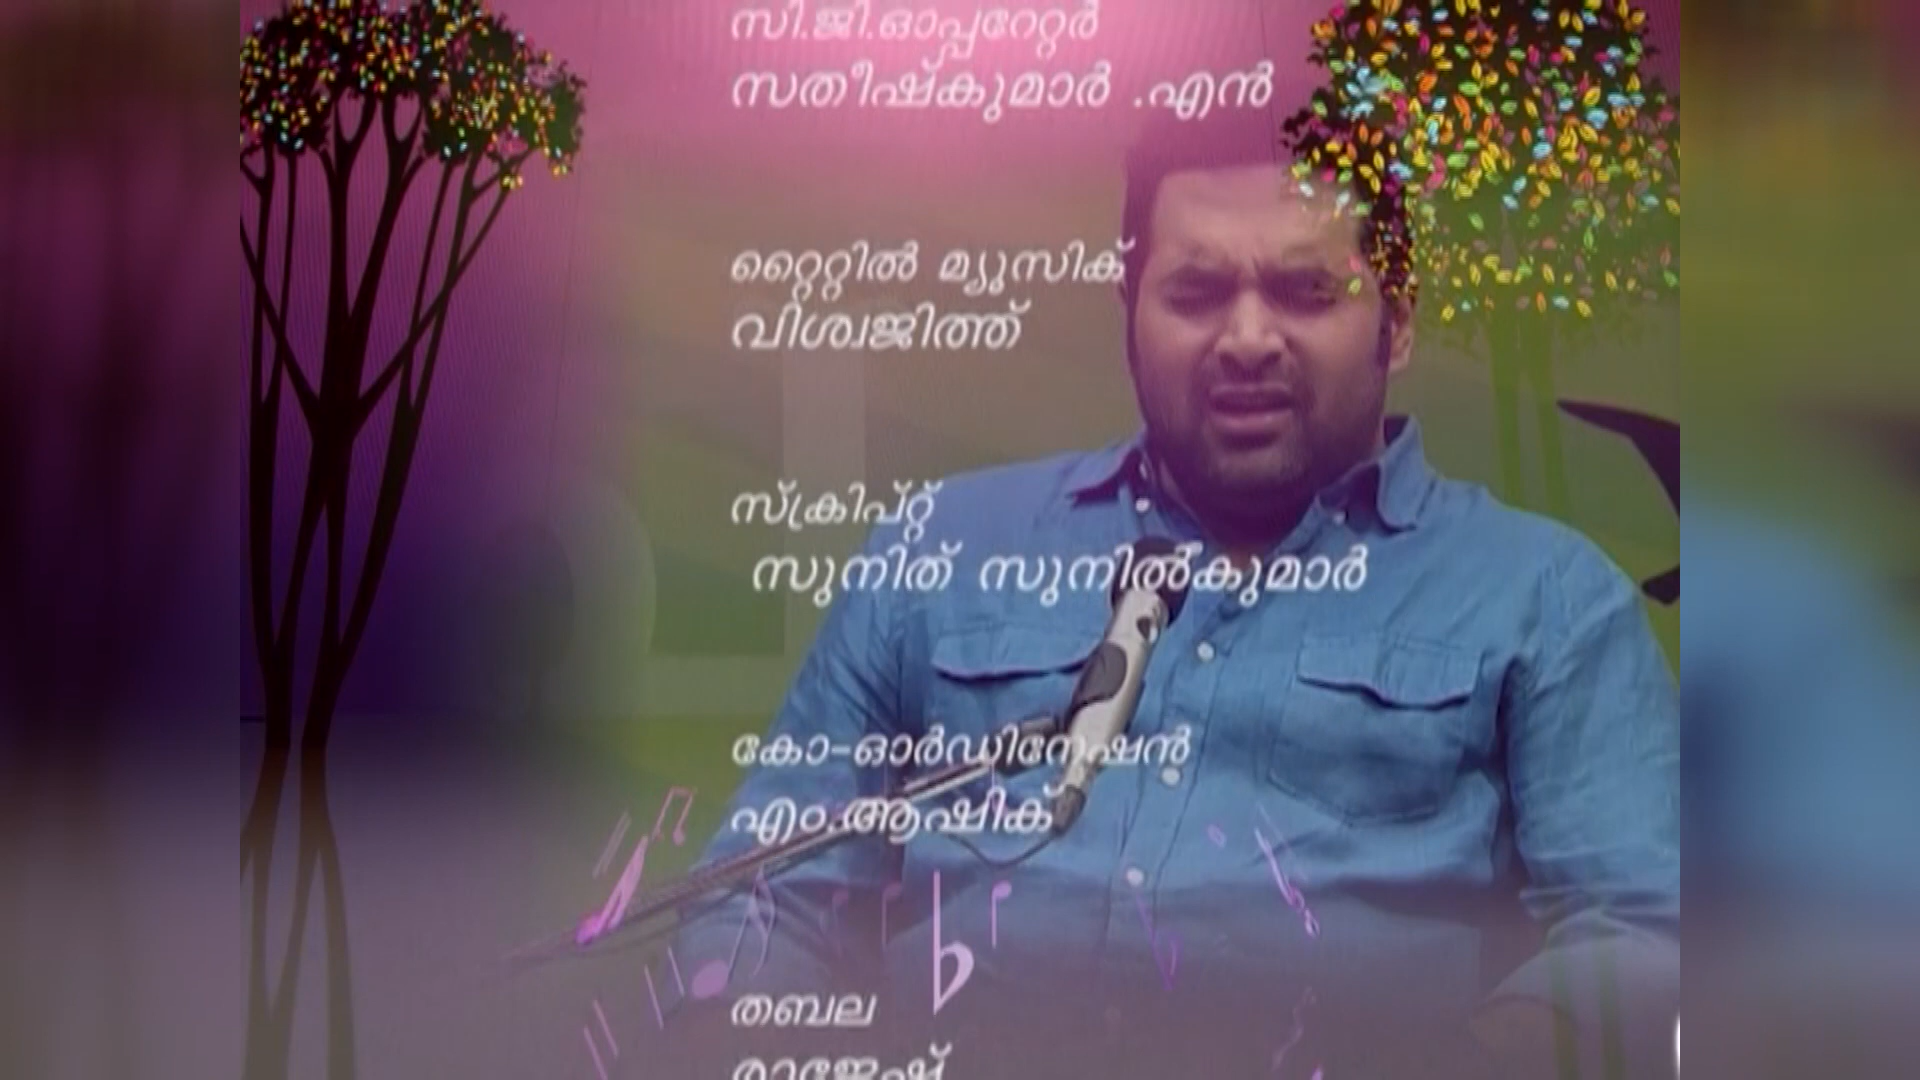 സി.ജി.ഓപ്പറേറ്റർ
സതീഷ്കുമാർ .എൻ
റ്റൈറ്റിൽ മ്യൂസിക്
വിശ്വജിത്ത്
സ്ക്രിപ്റ്റ്
സുനിത് സുനിൽകുമാർ
കോ-ഓർഡിനേഷൻ
എം.ആഷിക്
തബല
രാജേഷ്